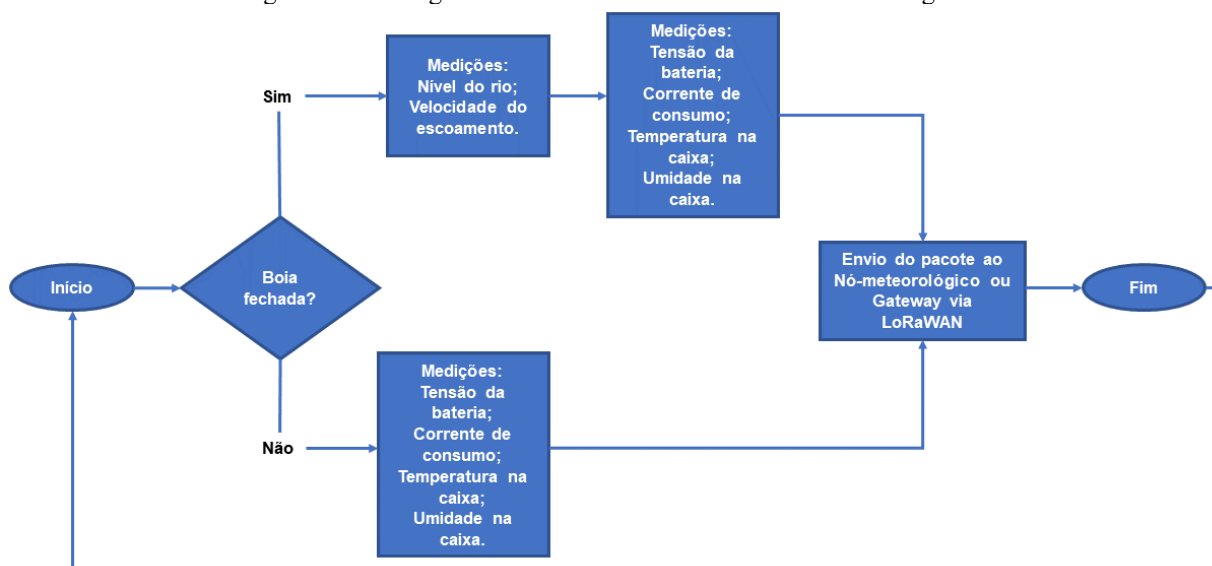 Medições:
Nível do rio;
Velocidade do
escoamento.
Medições:
Tensão da
bateria;
Corrente de
consumo;
Temperatura na
caixa;
Umidade na
caixa.
Sim
Início
Boia
fechada?
Envio do pacote ao
Nó-meteorológico ou
Gateway via
LoRaWAN
Fim
Não
Medições:
Tensão da
bateria;
Corrente de
consumo;
Temperatura na
caixa;
Umidade na
caixa.